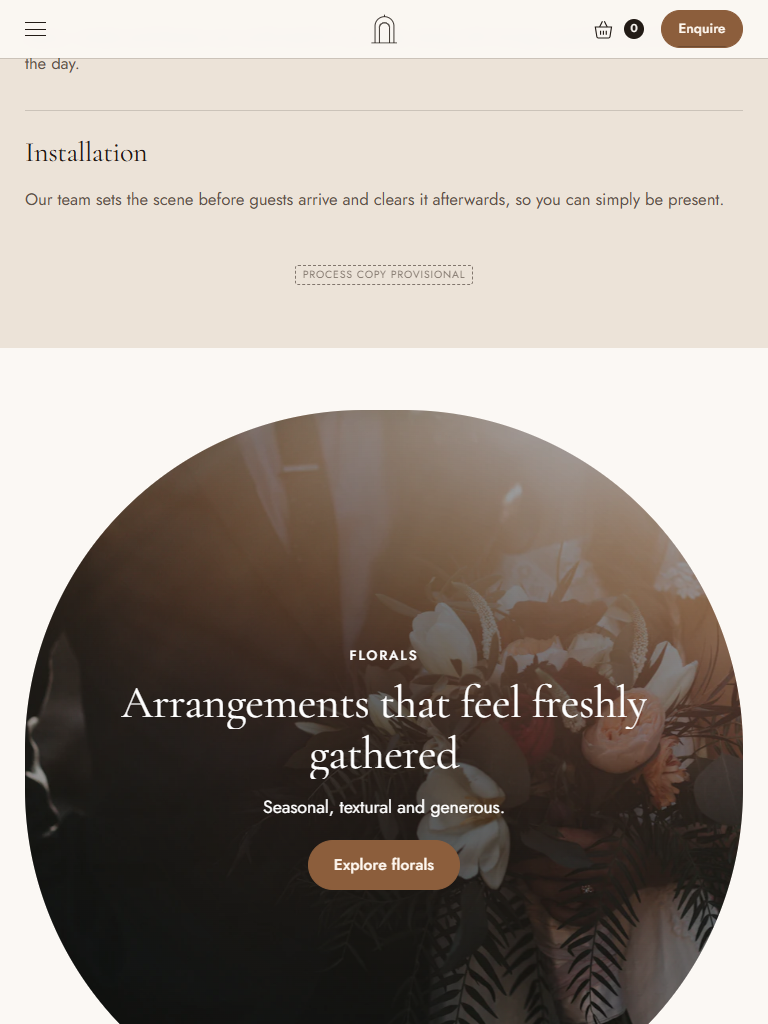 0
Enquire
the day.
Installation
Our team sets the scene before guests arrive and clears it afterwards, so you can simply be present.
PROCESS COPY PROVISIONAL
FLORALS
Arrangements that feel freshly
gathered
Seasonal, textural and generous.
Explore florals